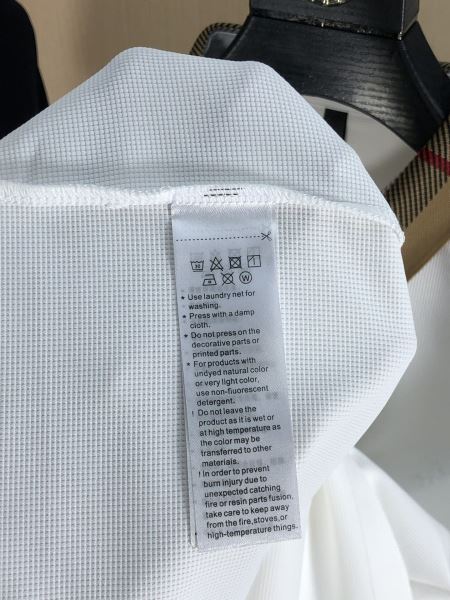 30
W
* Use laundry net for
washing.
* Press with a damp
cloth.
* Do not press on the
decorative parts or
printed parts.
* For products with
undyed natural color
or very light color,
use non-fluorescent
detergent.
! Do not leave the
product as it is wet or
at high temperature as
the color may be
transferred to other
materiais.
! In order to prevent
burn injury due to
unexpected catching
fire or resin parts fusion,
take care to keep away
from the fire,stoves,or
high-temperature things.